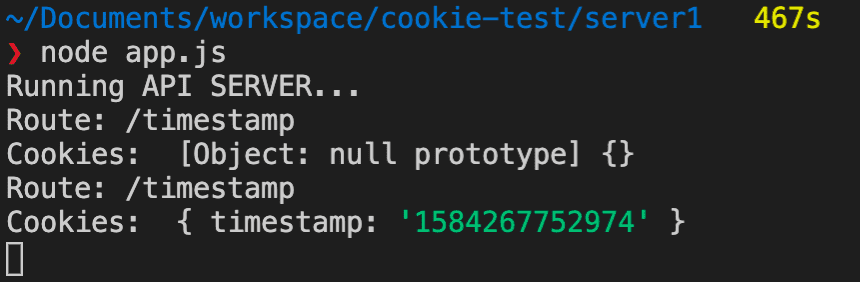 ~/Documents/workspace/cookie-test/server1 467s
❯ node app.js
Running API SERVER...
Route: /timestamp
Cookies:  [Object: null prototype] {}
Route: /timestamp
Cookies:  { timestamp: '1584267752974' }